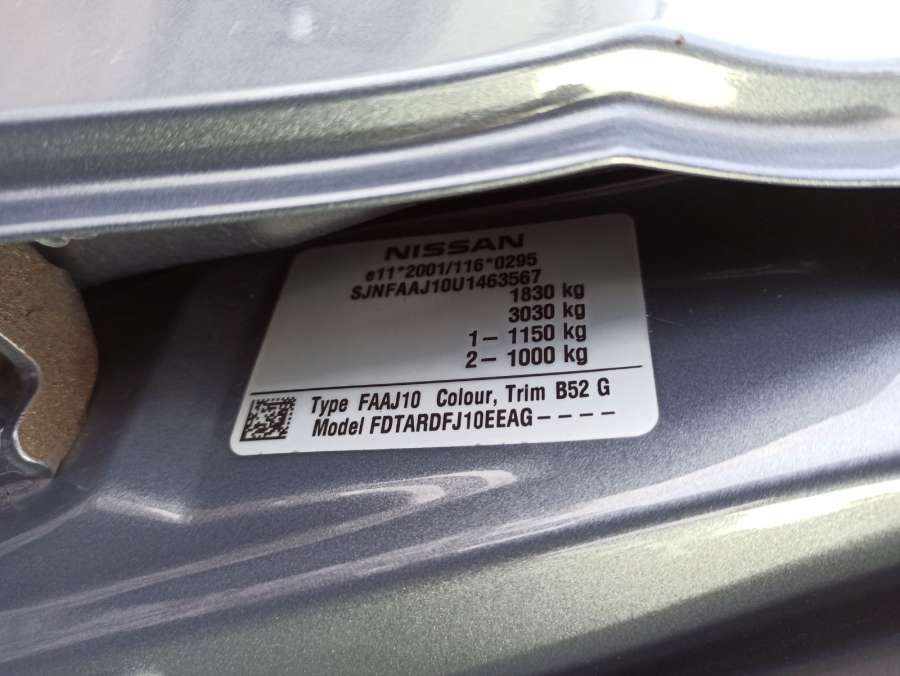 NISSAN
e11*2001/116*0295
SJNFAAJ10U1463567
1830 kg
3030 kg
1- 1150 kg
2- 1000 kg
Type FAAJ10 Colour, Trim B52 G
Model FDTARDFJ10EEAG----